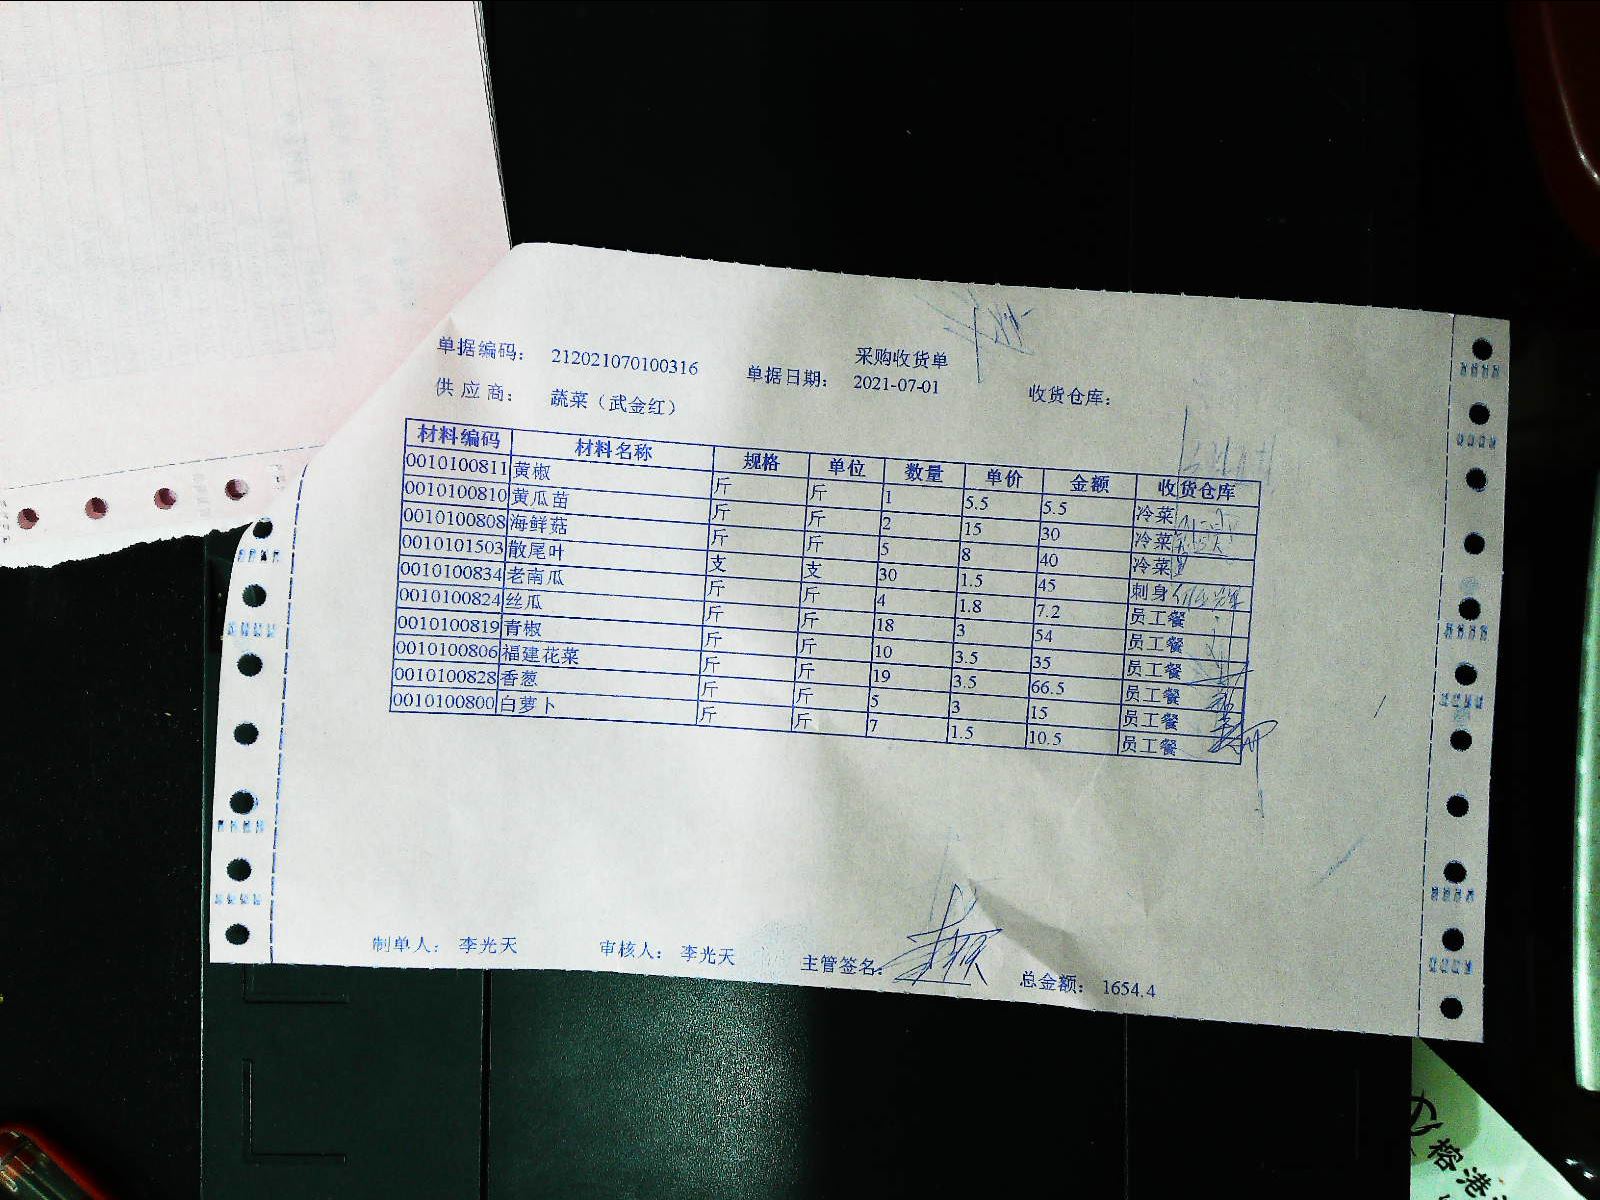 采购收货单
单据编码： 212021070100316 单据日期： 2021-07-01 收货仓库：
供 应 商： 蔬菜（武金红）
材料编码 材料名称 规格 单位 数量 单价 金额 收货仓库
0010100811 黄椒 斤 斤 1 5.5 5.5 冷菜
0010100810 黄瓜苗 斤 斤 2 15 30 冷菜
0010100808 海鲜菇 斤 斤 5 8 40 冷菜
0010101503 散尾叶 支 支 30 1.5 45 刺身
0010100834 老南瓜 斤 斤 4 1.8 7.2 员工餐
0010100824 丝瓜 斤 斤 18 3 54 员工餐
0010100819 青椒 斤 斤 10 3.5 35 员工餐
0010100806 福建花菜 斤 斤 19 3.5 66.5 员工餐
0010100828 香葱 斤 斤 5 3 15 员工餐
0010100800 白萝卜 斤 斤 7 1.5 10.5 员工餐
制单人： 李光天 审核人： 李光天 主管签名： 总金额： 1654.4
榕港